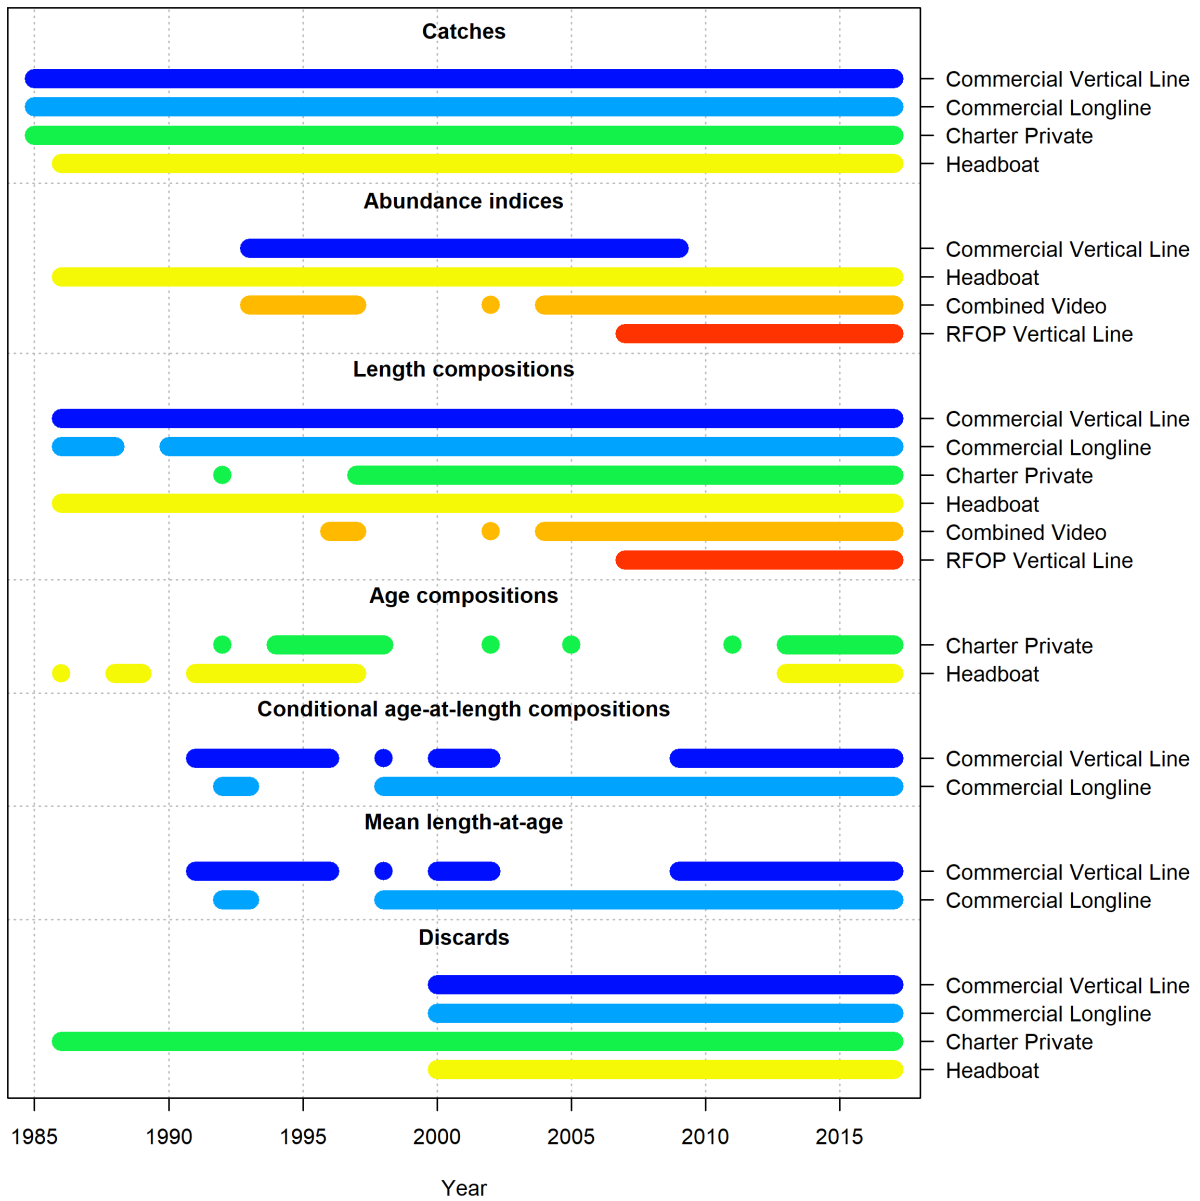 Catches
Commercial Vertical Line
Commercial Longline
Charter Private
Headboat
Abundance indices
Commercial Vertical Line
Headboat
Combined Video
RFOP Vertical Line
Length compositions
Commercial Vertical Line
Commercial Longline
Charter Private
Headboat
Combined Video
RFOP Vertical Line
Age compositions
Charter Private
Headboat
Conditional age-at-length compositions
Commercial Vertical Line
Commercial Longline
Mean length-at-age
Commercial Vertical Line
Commercial Longline
Discards
Commercial Vertical Line
Commercial Longline
Charter Private
Headboat
1985 1990 1995 2000 2005 2010 2015
Year